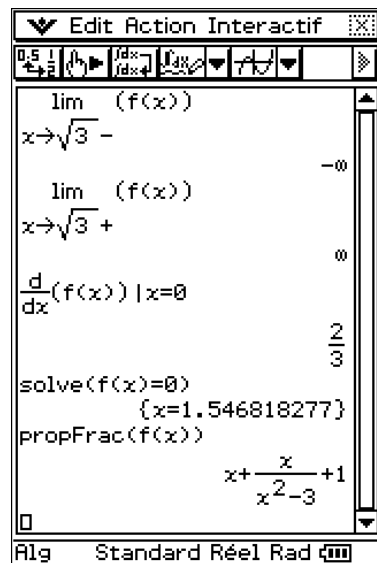 Edit Action Interactif
lim (f(x))
x→√3 -
-∞
lim (f(x))
x→√3 +
∞
d/dx(f(x))|x=0
2/3
solve(f(x)=0)
{x=1.546818277}
propFrac(f(x))
x+x/(x^2-3)+1
Alg Standard Réel Rad